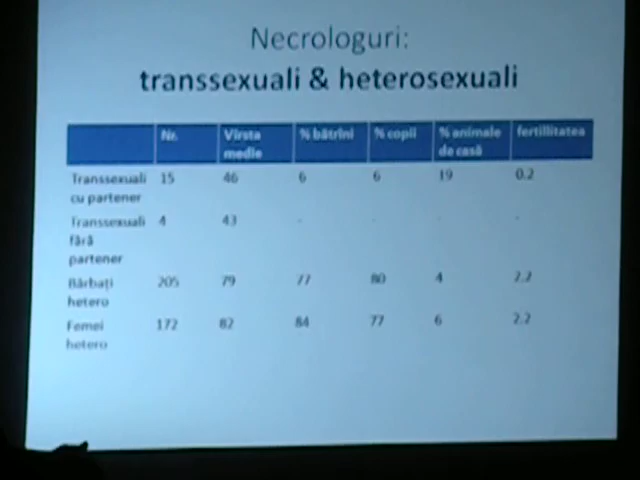 Necrologuri:
transsexuali & heterosexuali
Nr. Vîrsta medie % bătrîni % copii % animale de casă fertillitatea
Transsexuali cu partener 15 46 6 6 19 0.2
Transsexuali fără partener 4 43 - - - -
Bărbați hetero 205 79 77 80 4 2.2
Femei hetero 172 82 84 77 6 2.2